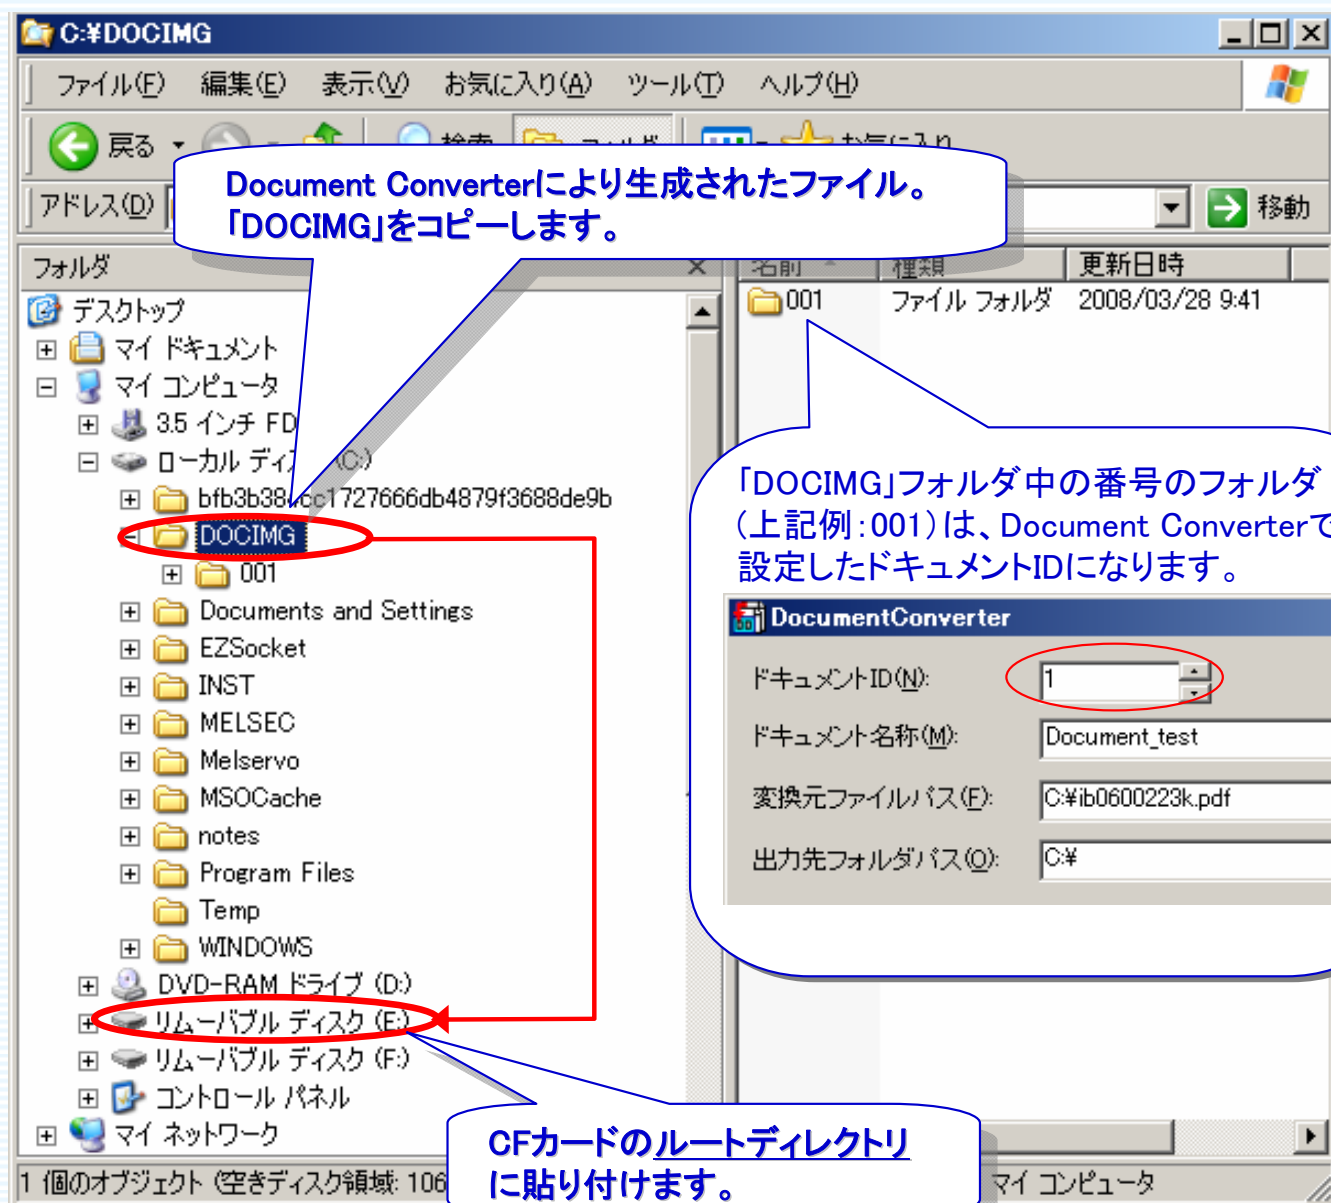 C:¥DOCIMG
ファイル(F) 編集(E) 表示(V) お気に入り(A) ツール(T) ヘルプ(H)
戻る
アドレス(D)
移動
Document Converterにより生成されたファイル。
「DOCIMG」をコピーします。
フォルダ
名前 種類 更新日時
デスクトップ
マイ ドキュメント
マイ コンピュータ
3.5 インチ FD
ローカル ディ
(C:)
DOCIMG
001
Documents and Settings
EZSocket
INST
MELSEC
Melservo
MSOCache
notes
Program Files
Temp
WINDOWS
DVD-RAM ドライブ (D:)
リムーバブル ディスク (E:)
リムーバブル ディスク (F:)
コントロール パネル
マイ ネットワーク
001 ファイル フォルダ 2008/03/28 9:41
「DOCIMG」フォルダ中の番号のフォルダ
(上記例:001)は、Document Converterで
設定したドキュメントIDになります。
DocumentConverter
ドキュメントID(N): 1
ドキュメント名称(M): Document_test
変換元ファイルパス(F): C:¥ib0600223k.pdf
出力先フォルダパス(O): C:¥
CFカードのルートディレクトリ
に貼り付けます。
1 個のオブジェクト (空きディスク領域: 106
マイ コンピュータ